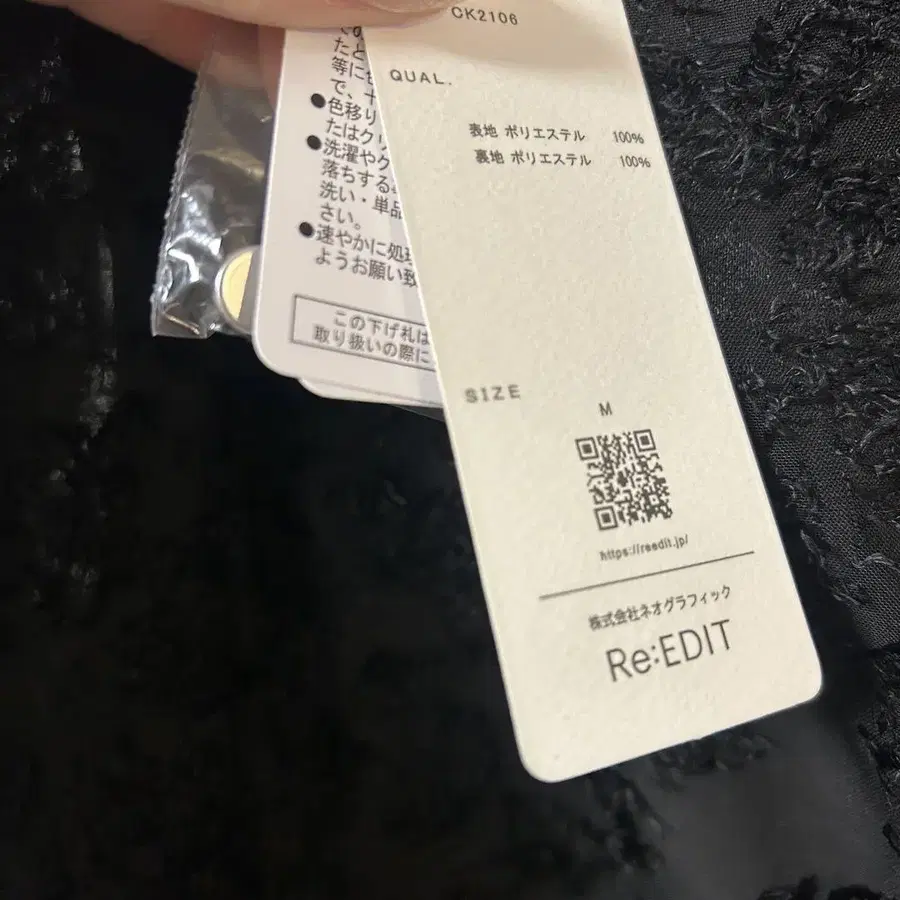 CK2106
QUAL.
表地 ポリエステル 100%
裏地 ポリエステル 100%
SIZE
M
https://reedit.jp/
株式会社ネオグラフィック
Re:EDIT
た
等に
で、
●色移り
たはク
●洗濯や
落ちする
洗い・単品
さい。
●速やかに処理
ようお願い致
この下げ札は
取り扱いの際に